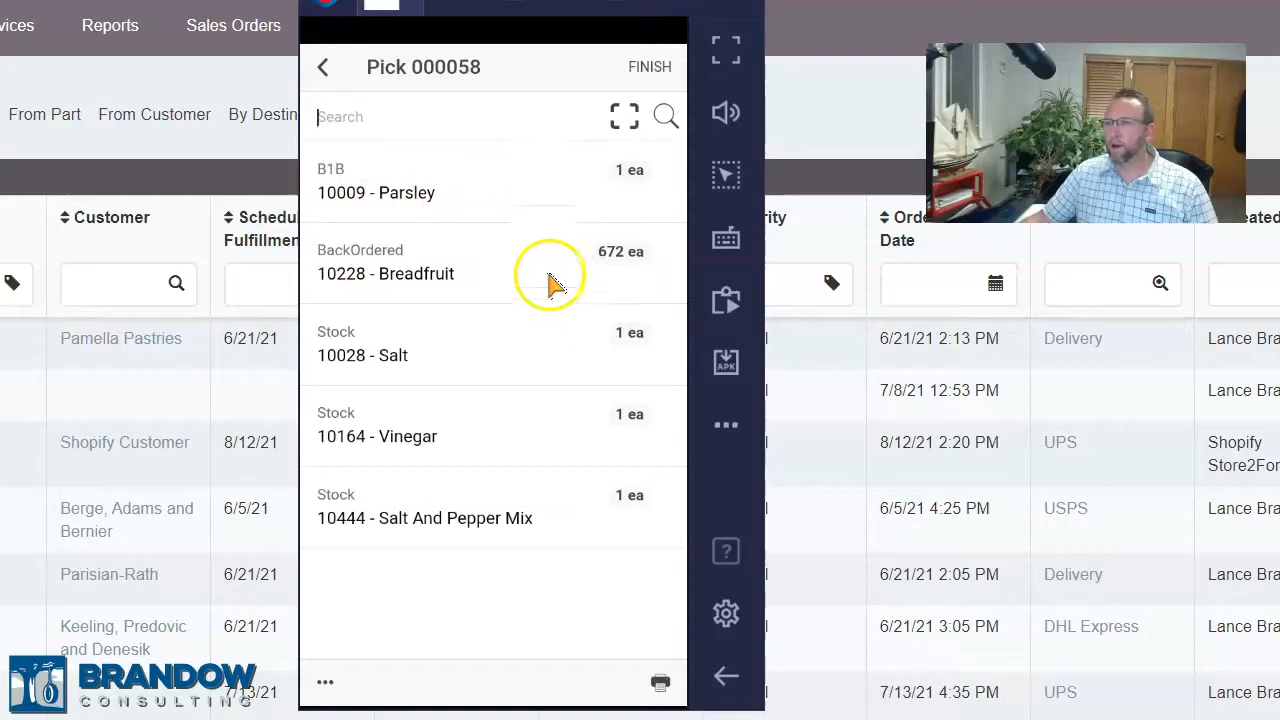 vices Reports Sales Orders
From Part From Customer By Destin
Customer
Schedu
Fulfillm
Pamella Pastries 6/21/21
Shopify Customer 8/12/21
Berge, Adams and
Bernier
6/5/21
Parisian-Rath 6/21/21
Keeling, Predovic
and Denesik
6/21/21
3/21
BRANDOW
CONSULTING
Pick 000058
FINISH
Search
B1B
1 ea
10009 - Parsley
BackOrdered
672 ea
10228 - Breadfruit
Stock
1 ea
10028 - Salt
Stock
1 ea
10164 - Vinegar
Stock
1 ea
10444 - Salt And Pepper Mix
APK
?
rity
Orde
Date
eated
6/21/21 2:13 PM Delivery Lance Bra
7/8/21 12:53 PM Lance Bra
8/12/21 2:20 PM UPS Shopify
Store2For
6/5/21 4:25 PM USPS Lance Bra
6/21/21 2:05 PM Delivery Lance Bra
6/21/21 3:05 PM DHL Express Lance Bra
7/13/21 4:35 PM UPS Lance Bra